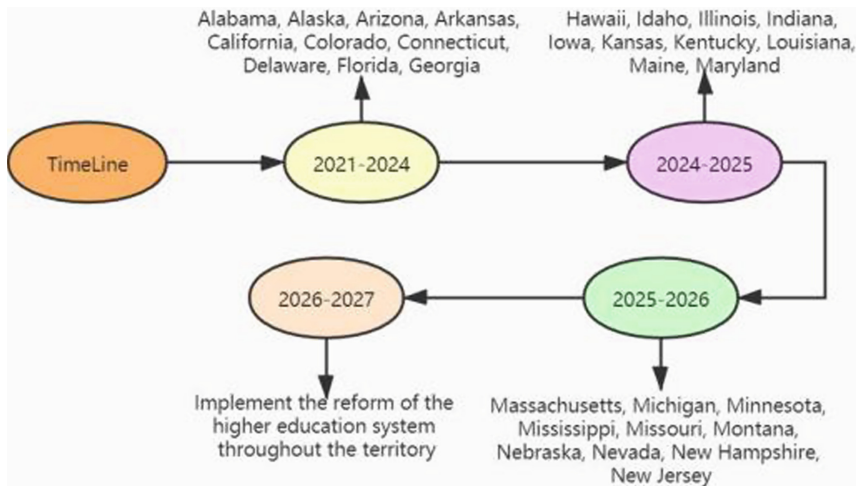 Alabama, Alaska, Arizona, Arkansas,
California, Colorado, Connecticut,
Delaware, Florida, Georgia
Hawaii, Idaho, Illinois, Indiana,
Iowa, Kansas, Kentucky, Louisiana,
Maine, Maryland
TimeLine
2021-2024
2024-2025
2026-2027
2025-2026
Implement the reform of the
higher education system
throughout the territory
Massachusetts, Michigan, Minnesota,
Mississippi, Missouri, Montana,
Nebraska, Nevada, New Hampshire,
New Jersey